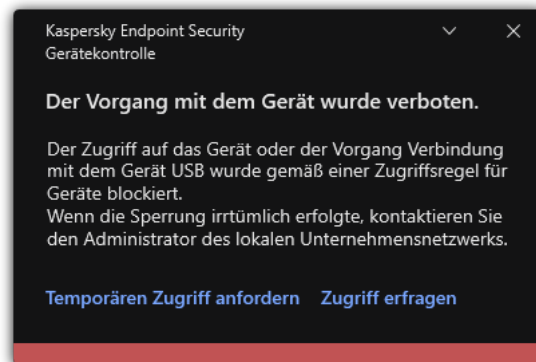 Kaspersky Endpoint Security
Gerätekontrolle
Der Vorgang mit dem Gerät wurde verboten.
Der Zugriff auf das Gerät oder der Vorgang Verbindung
mit dem Gerät USB wurde gemäß einer Zugriffsregel für
Geräte blockiert.
Wenn die Sperrung irrtümlich erfolgte, kontaktieren Sie
den Administrator des lokalen Unternehmensnetzwerks.
Temporären Zugriff anfordern Zugriff erfragen